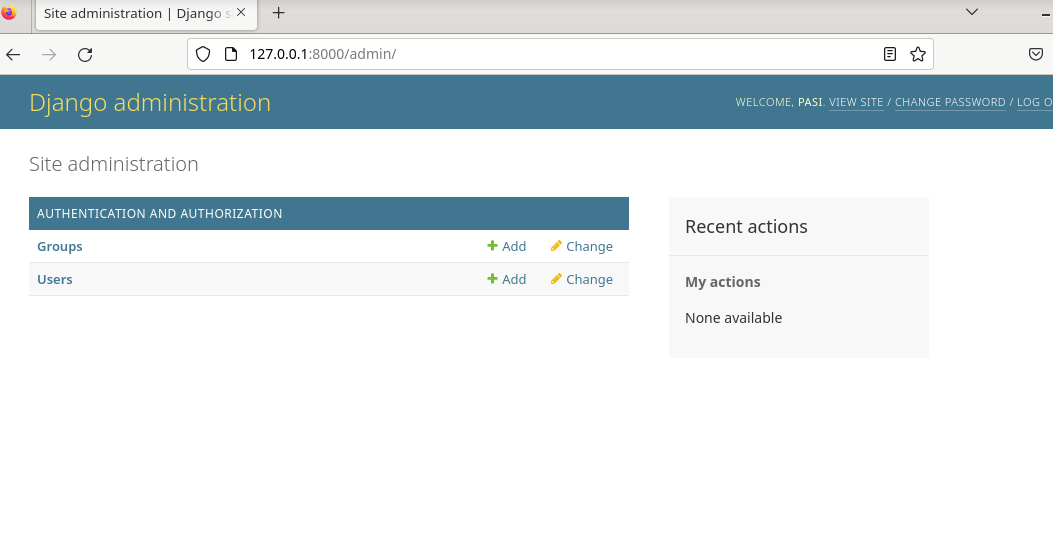 Site administration | Django s
127.0.0.1:8000/admin/
Django administration
WELCOME, PASI. VIEW SITE / CHANGE PASSWORD / LOG O
Site administration
AUTHENTICATION AND AUTHORIZATION
Groups Add Change
Users Add Change
Recent actions
My actions
None available